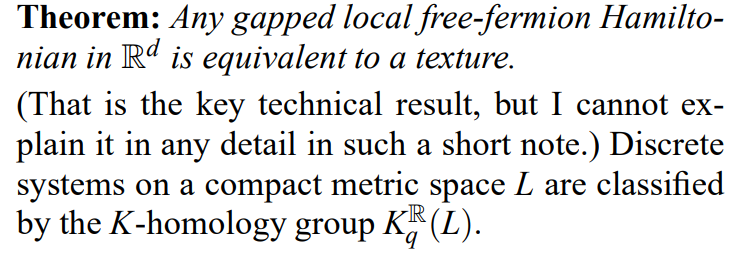 Theorem: Any gapped local free-fermion Hamilto-
nian in ℝᵈ is equivalent to a texture.
(That is the key technical result, but I cannot ex-
plain it in any detail in such a short note.) Discrete
systems on a compact metric space L are classified
by the K-homology group K_q^ℝ(L).